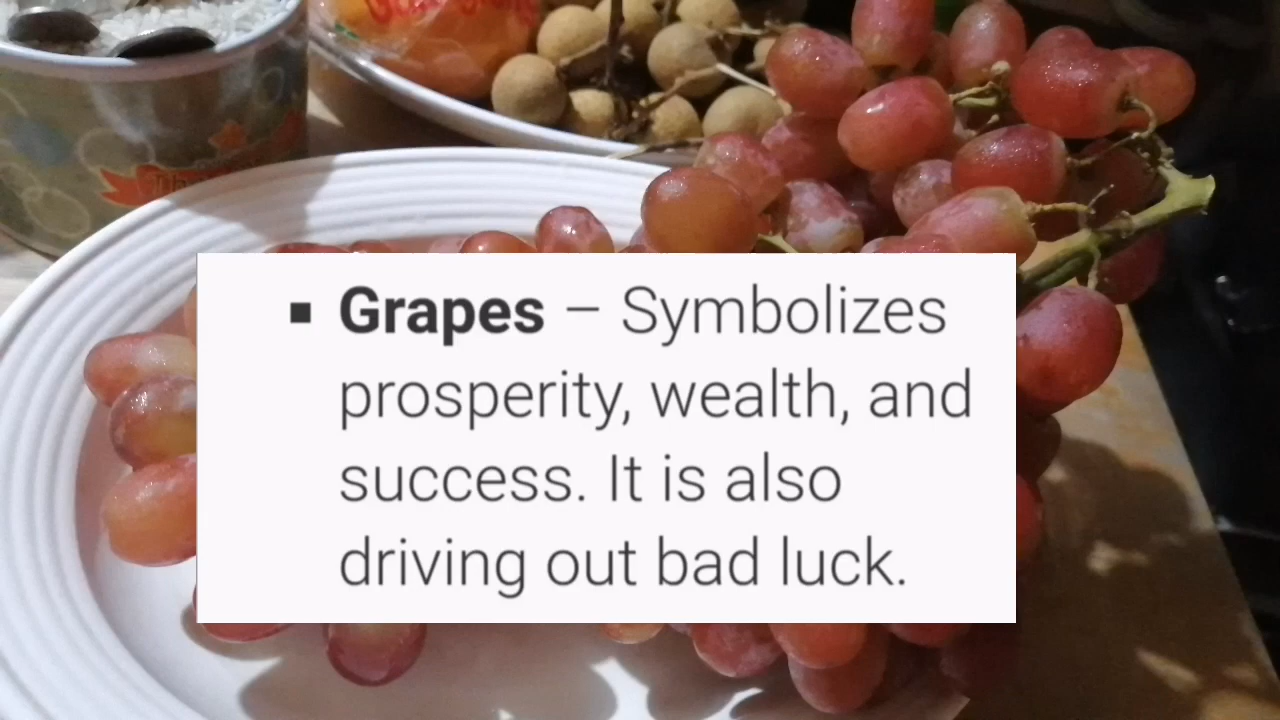 ▪ Grapes – Symbolizes
prosperity, wealth, and
success. It is also
driving out bad luck.